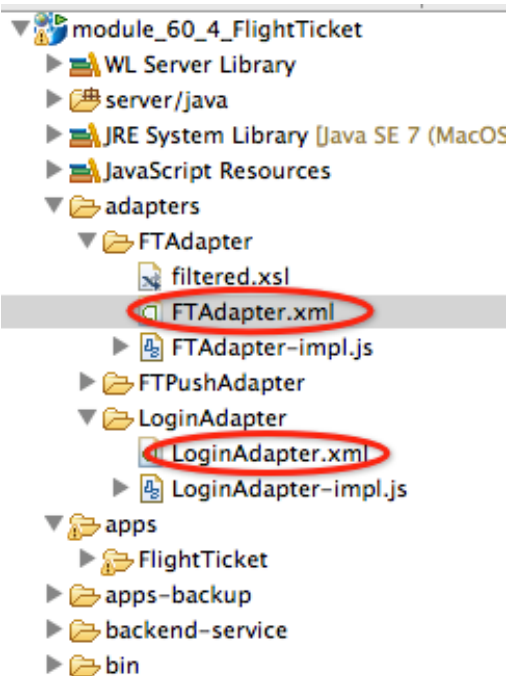 module_60_4_FlightTicket
WL Server Library
server/java
JRE System Library [Java SE 7 (MacOS
JavaScript Resources
adapters
FTAdapter
filtered.xsl
FTAdapter.xml
FTAdapter-impl.js
FTPushAdapter
LoginAdapter
LoginAdapter.xml
LoginAdapter-impl.js
apps
FlightTicket
apps-backup
backend-service
bin